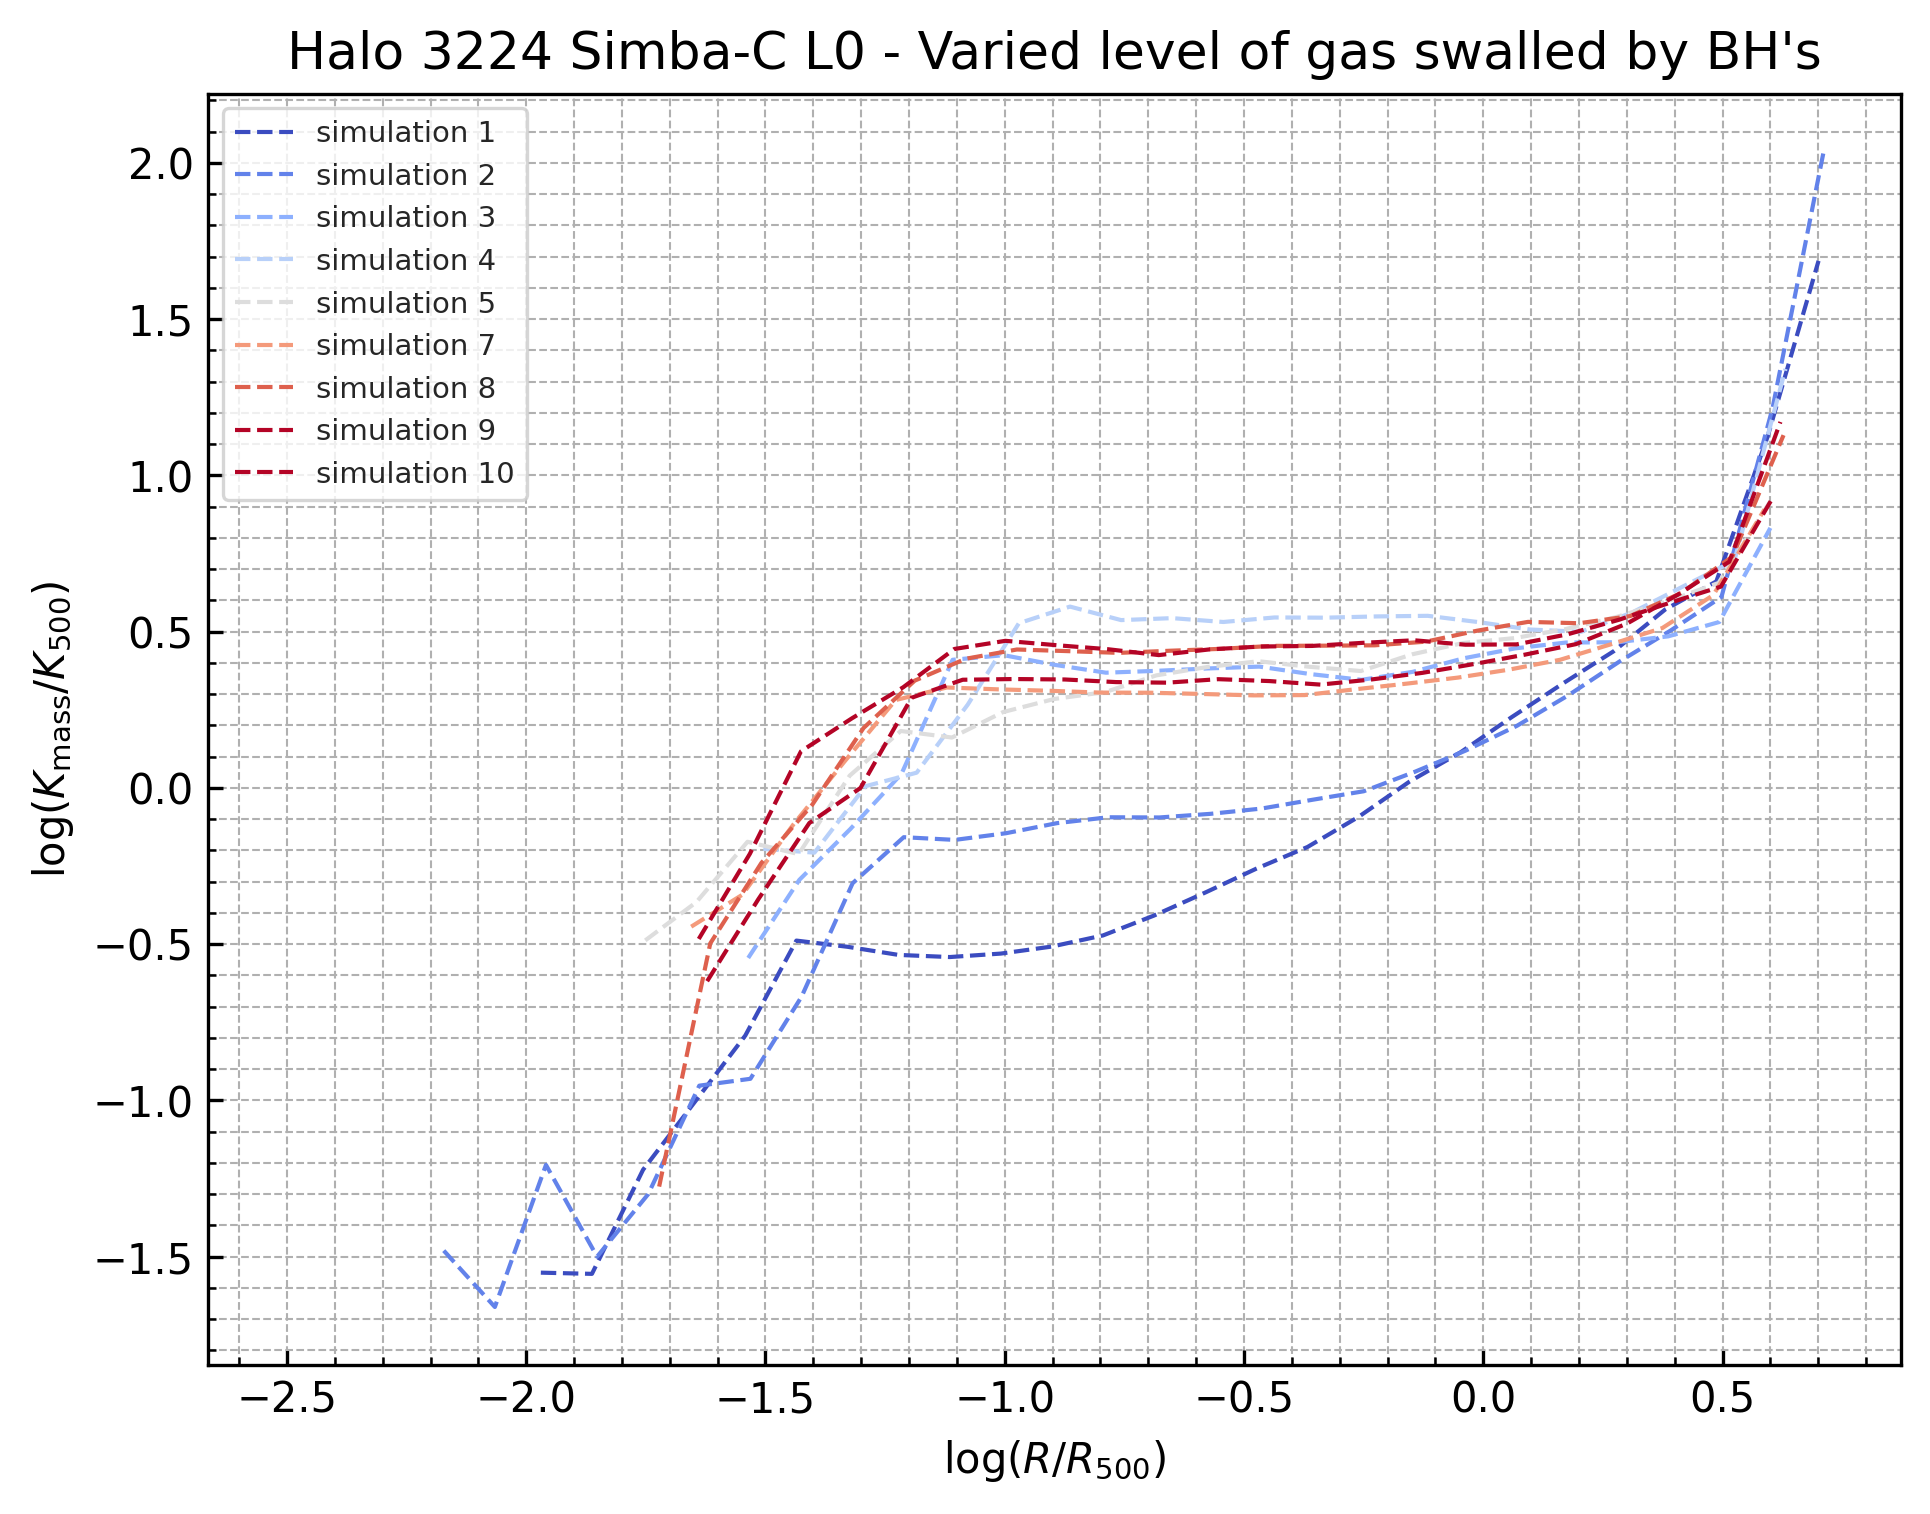 Halo 3224 Simba-C L0 - Varied level of gas swalled by BH's
simulation 1
simulation 2
simulation 3
simulation 4
simulation 5
simulation 7
simulation 8
simulation 9
simulation 10
2.0
1.5
1.0
0.5
0.0
−0.5
−1.0
−1.5
log(K_mass/K_500)
−2.5 −2.0 −1.5 −1.0 −0.5 0.0 0.5
log(R/R_500)